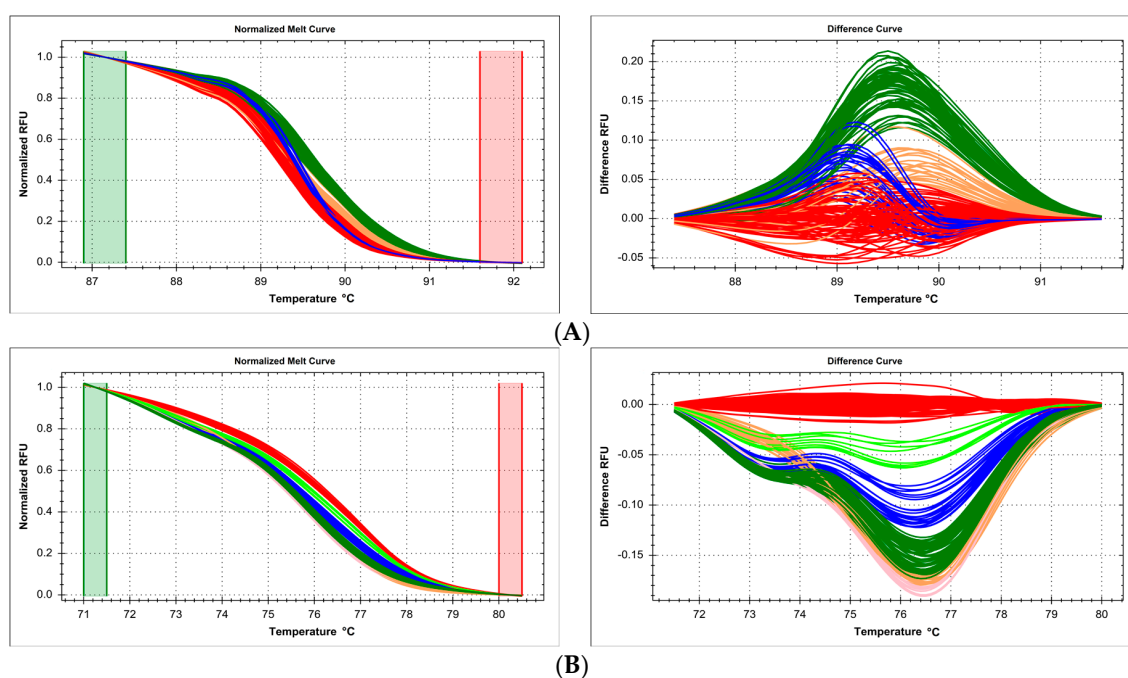 Normalized Melt Curve
Normalized RFU
1.0
0.8
0.6
0.4
0.2
0.0
87 88 89 90 91 92
Temperature °C
Difference Curve
Difference RFU
0.20
0.15
0.10
0.05
0.00
-0.05
88 89 90 91
Temperature °C
(A)
Normalized Melt Curve
Normalized RFU
1.0
0.8
0.6
0.4
0.2
0.0
71 72 73 74 75 76 77 78 79 80
Temperature °C
Difference Curve
Difference RFU
0.00
-0.05
-0.10
-0.15
72 73 74 75 76 77 78 79 80
Temperature °C
(B)